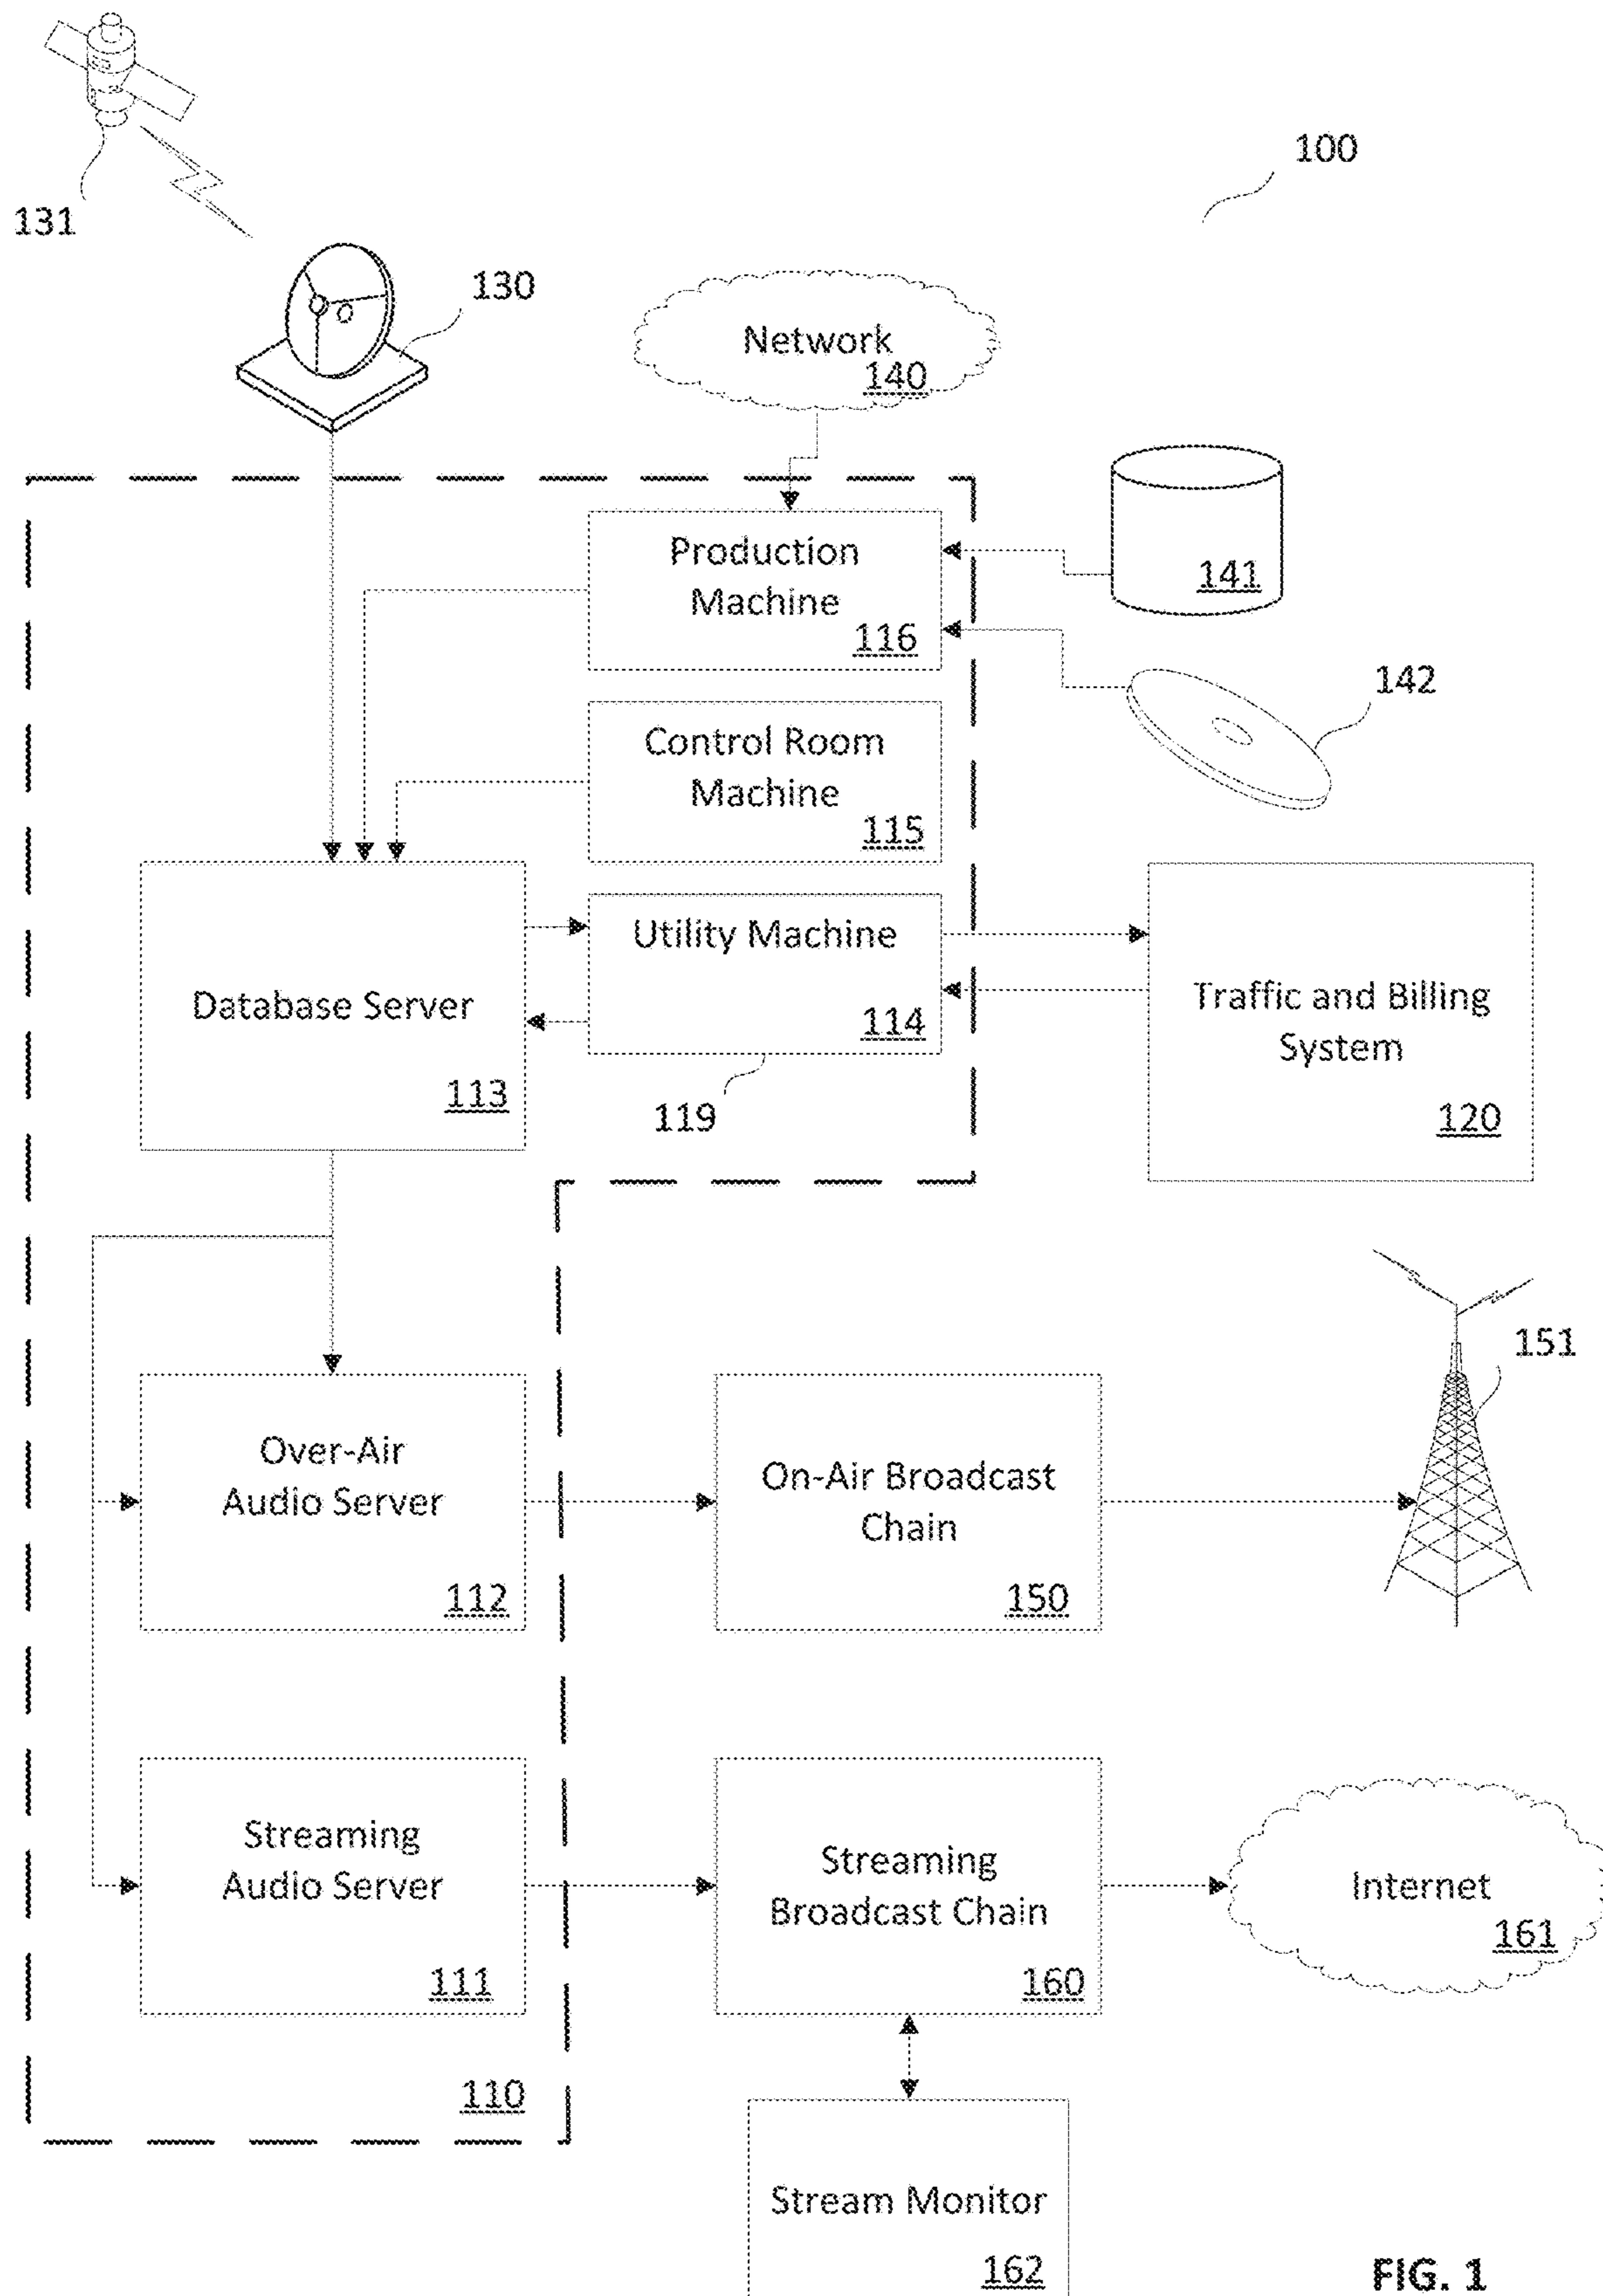 100
131
130
Network
140
Production
Machine
116
141
142
Control Room
Machine
115
Utility Machine
114
119
Database Server
113
Traffic and Billing
System
120
151
Over-Air
Audio Server
112
On-Air Broadcast
Chain
150
Streaming
Audio Server
111
Streaming
Broadcast Chain
160
Internet
161
110
Stream Monitor
162
FIG. 1